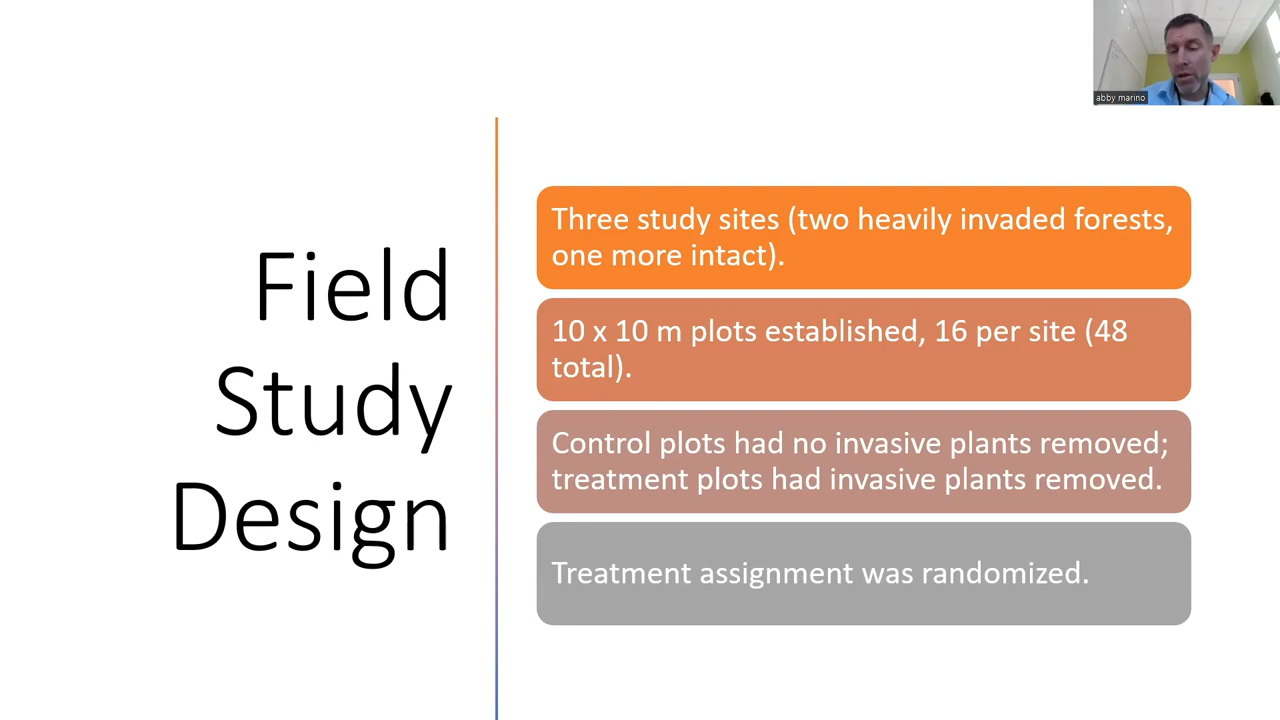 abby marino
Field
Study
Design
Three study sites (two heavily invaded forests,
one more intact).
10 x 10 m plots established, 16 per site (48
total).
Control plots had no invasive plants removed;
treatment plots had invasive plants removed.
Treatment assignment was randomized.